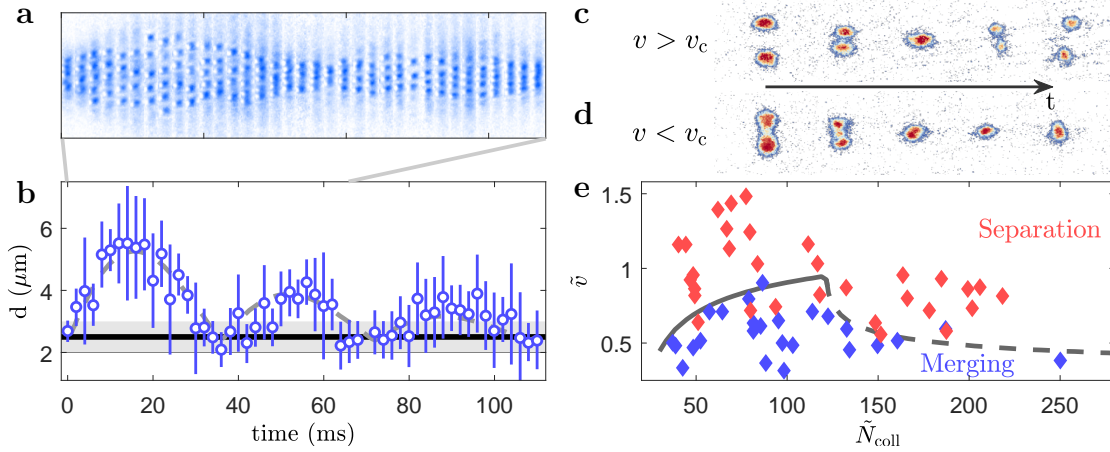 a
b
d (μm)
6
4
2
0
20
40
60
80
100
time (ms)
c
v > v_c
t
d
v < v_c
e
1.5
1
0.5
ṽ
Separation
Merging
50
100
150
200
250
Ñ_coll